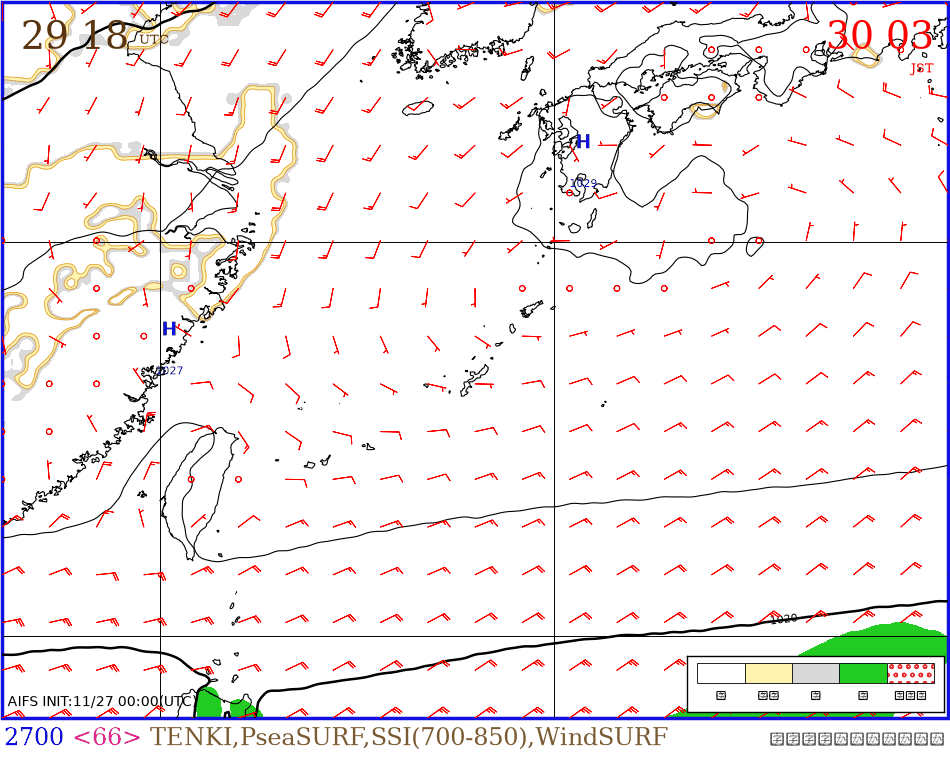 29 18 UTC
30 03 JST
H
1029
H
1027
1020
AIFS INIT:11/27 00:00(UTC)
2700 <66> TENKI,PseaSURF,SSI(700-850),WindSURF